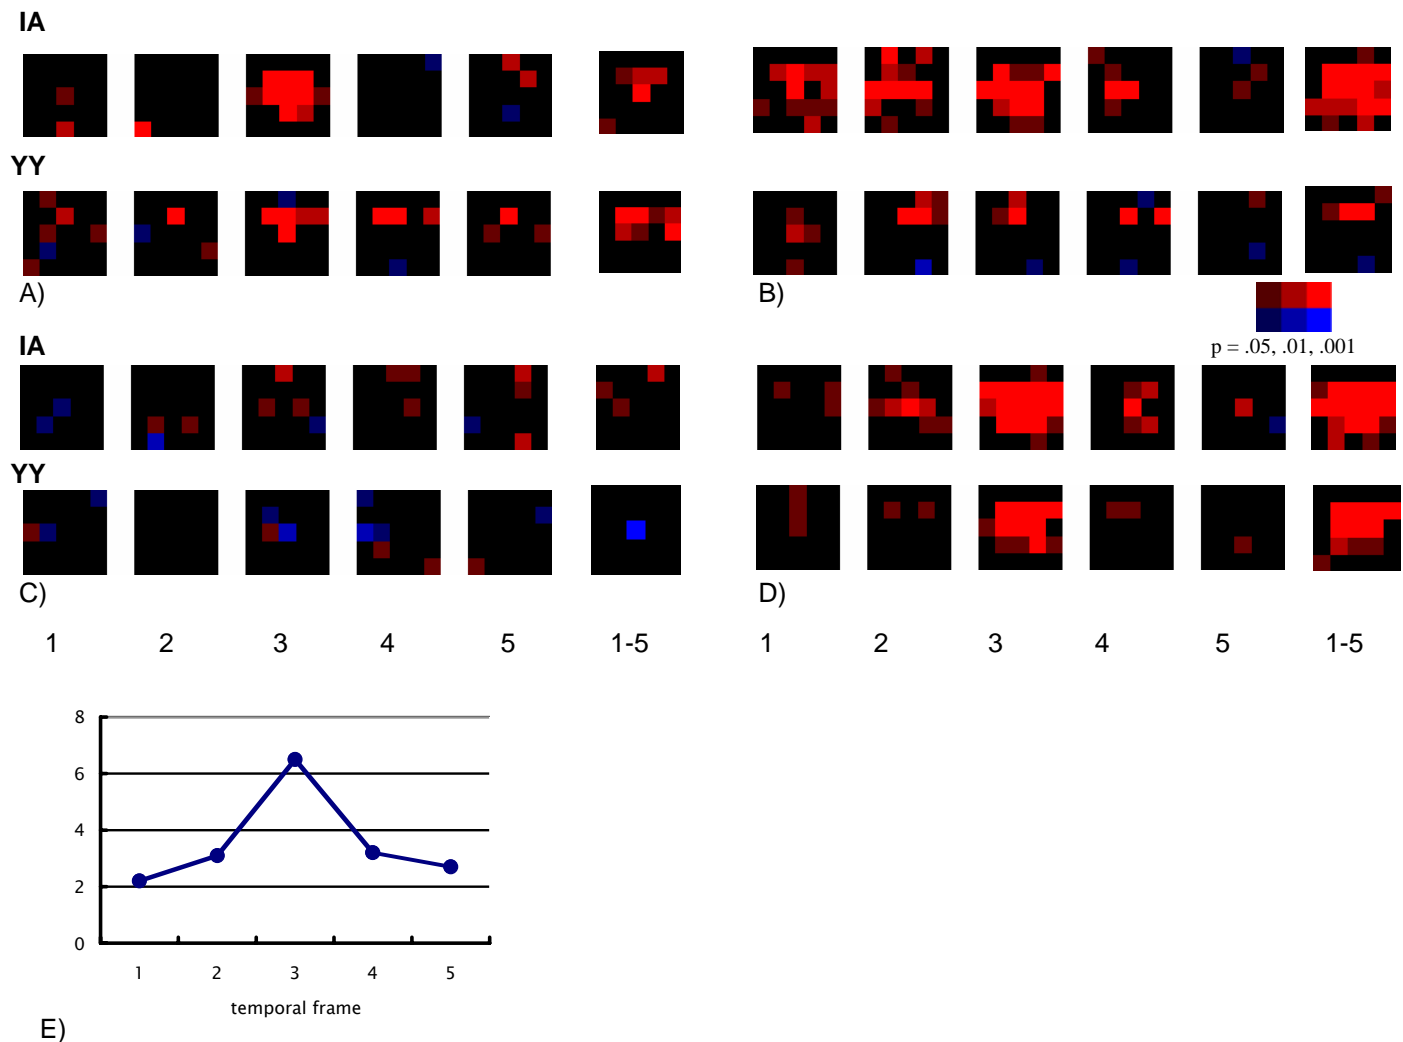 IA
YY
A)
B)
p = .05, .01, .001
IA
YY
C)
D)
1 2 3 4 5 1-5 1 2 3 4 5 1-5
8
6
4
2
0
1 2 3 4 5
temporal frame
E)